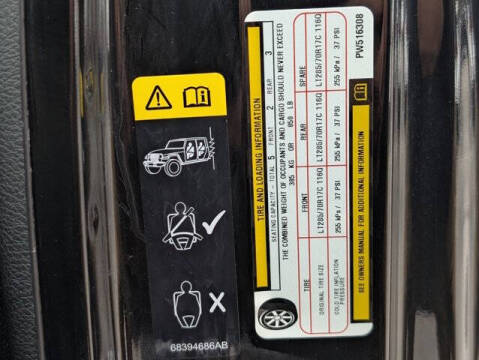 TIRE AND LOADING INFORMATION
SEATING CAPACITY - TOTAL 5 FRONT 2 REAR 3
THE COMBINED WEIGHT OF OCCUPANTS AND CARGO SHOULD NEVER EXCEED
385 KG OR 850 LB
TIRE FRONT REAR SPARE
ORIGINAL TIRE SIZE LT285/70R17C 116Q LT285/70R17C 116Q LT285/70R17C 116Q
COLD TIRE INFLATION
PRESSURE 255 kPa / 37 PSI 255 kPa / 37 PSI 255 kPa / 37 PSI
SEE OWNERS MANUAL FOR ADDITIONAL INFORMATION
PW516308
68394686AB